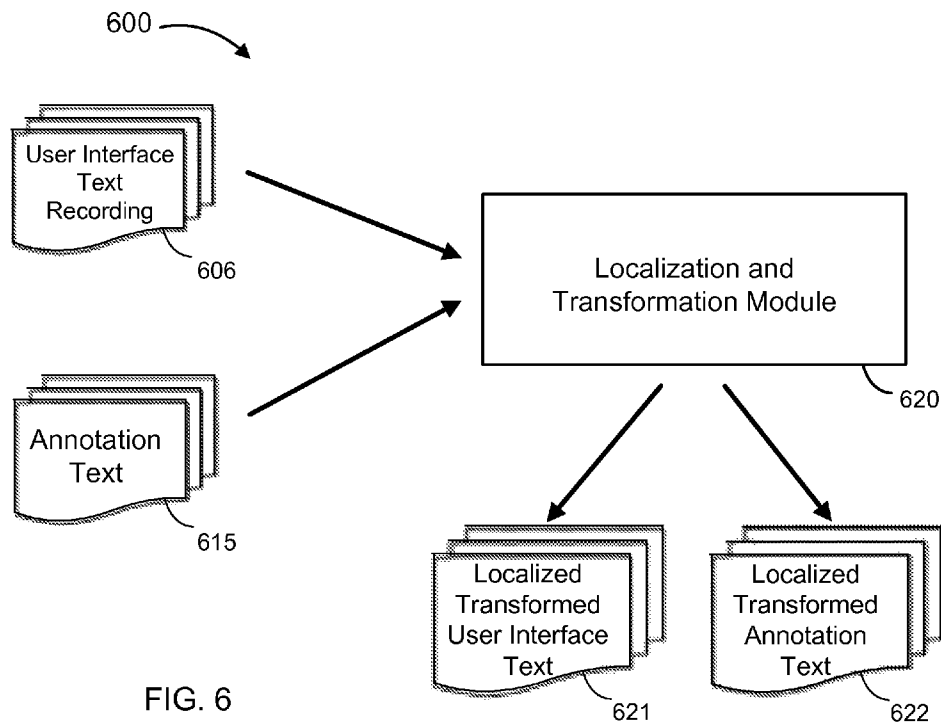 600
User Interface
Text
Recording
606
Localization and
Transformation Module
620
Annotation
Text
615
Localized
Transformed
User Interface
Text
621
Localized
Transformed
Annotation
Text
622
FIG. 6